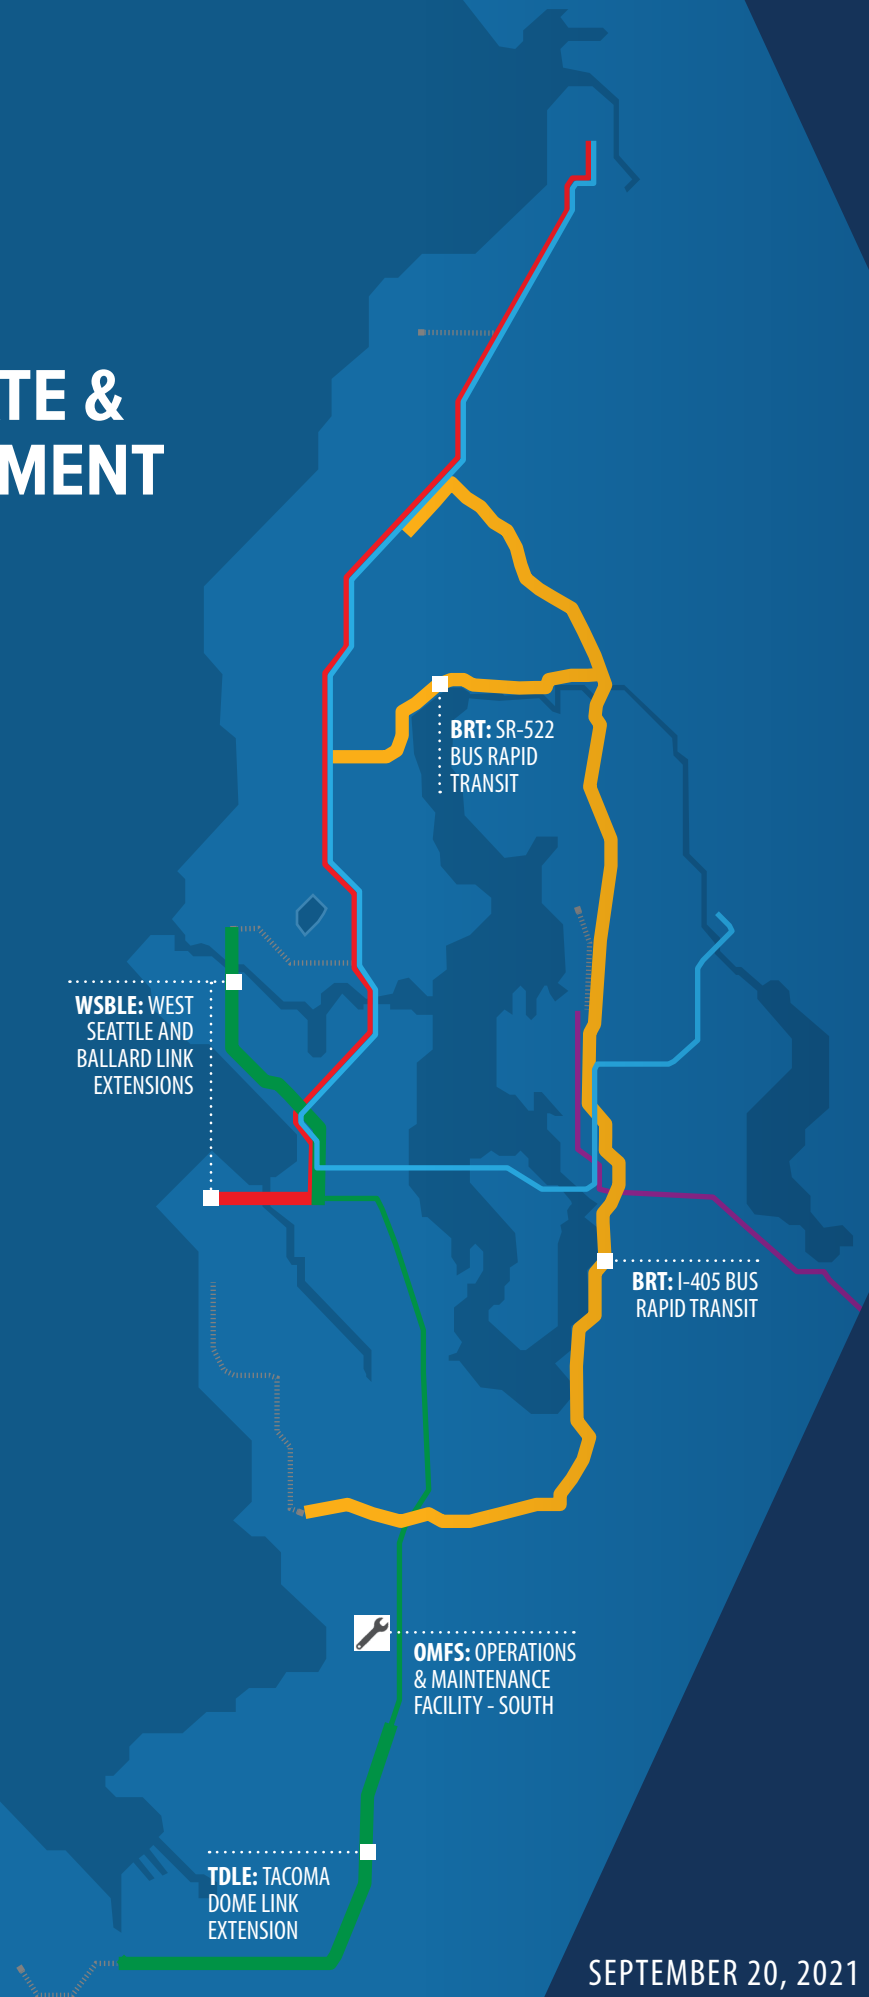 TE &
MENT
BRT: SR-522
BUS RAPID
TRANSIT
WSBLE: WEST
SEATTLE AND
BALLARD LINK
EXTENSIONS
BRT: I-405 BUS
RAPID TRANSIT
OMFS: OPERATIONS
& MAINTENANCE
FACILITY - SOUTH
TDLE: TACOMA
DOME LINK
EXTENSION
SEPTEMBER 20, 2021